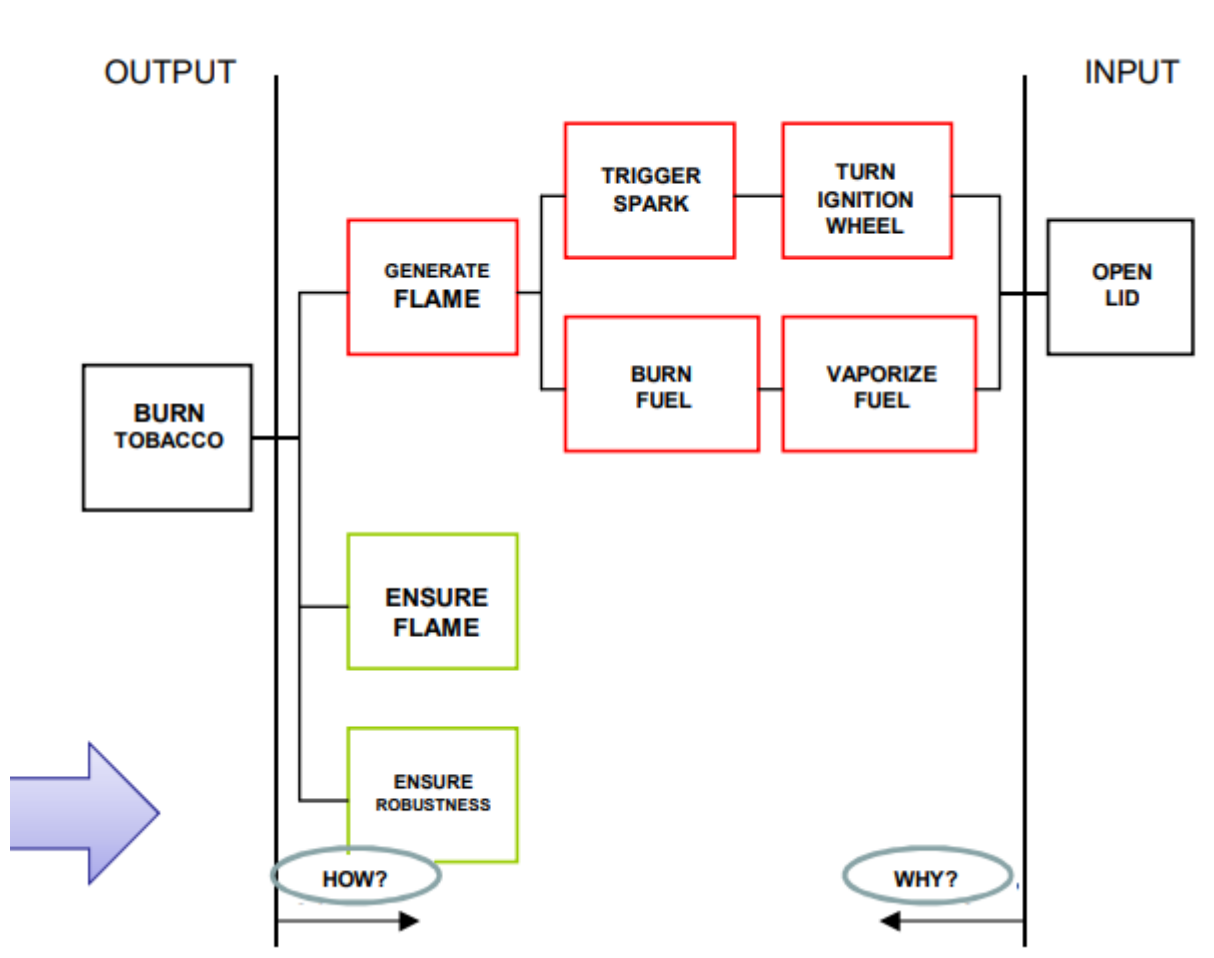 OUTPUT
INPUT
TRIGGER
SPARK
TURN
IGNITION
WHEEL
GENERATE
FLAME
OPEN
LID
BURN
FUEL
VAPORIZE
FUEL
BURN
TOBACCO
ENSURE
FLAME
ENSURE
ROBUSTNESS
HOW?
WHY?